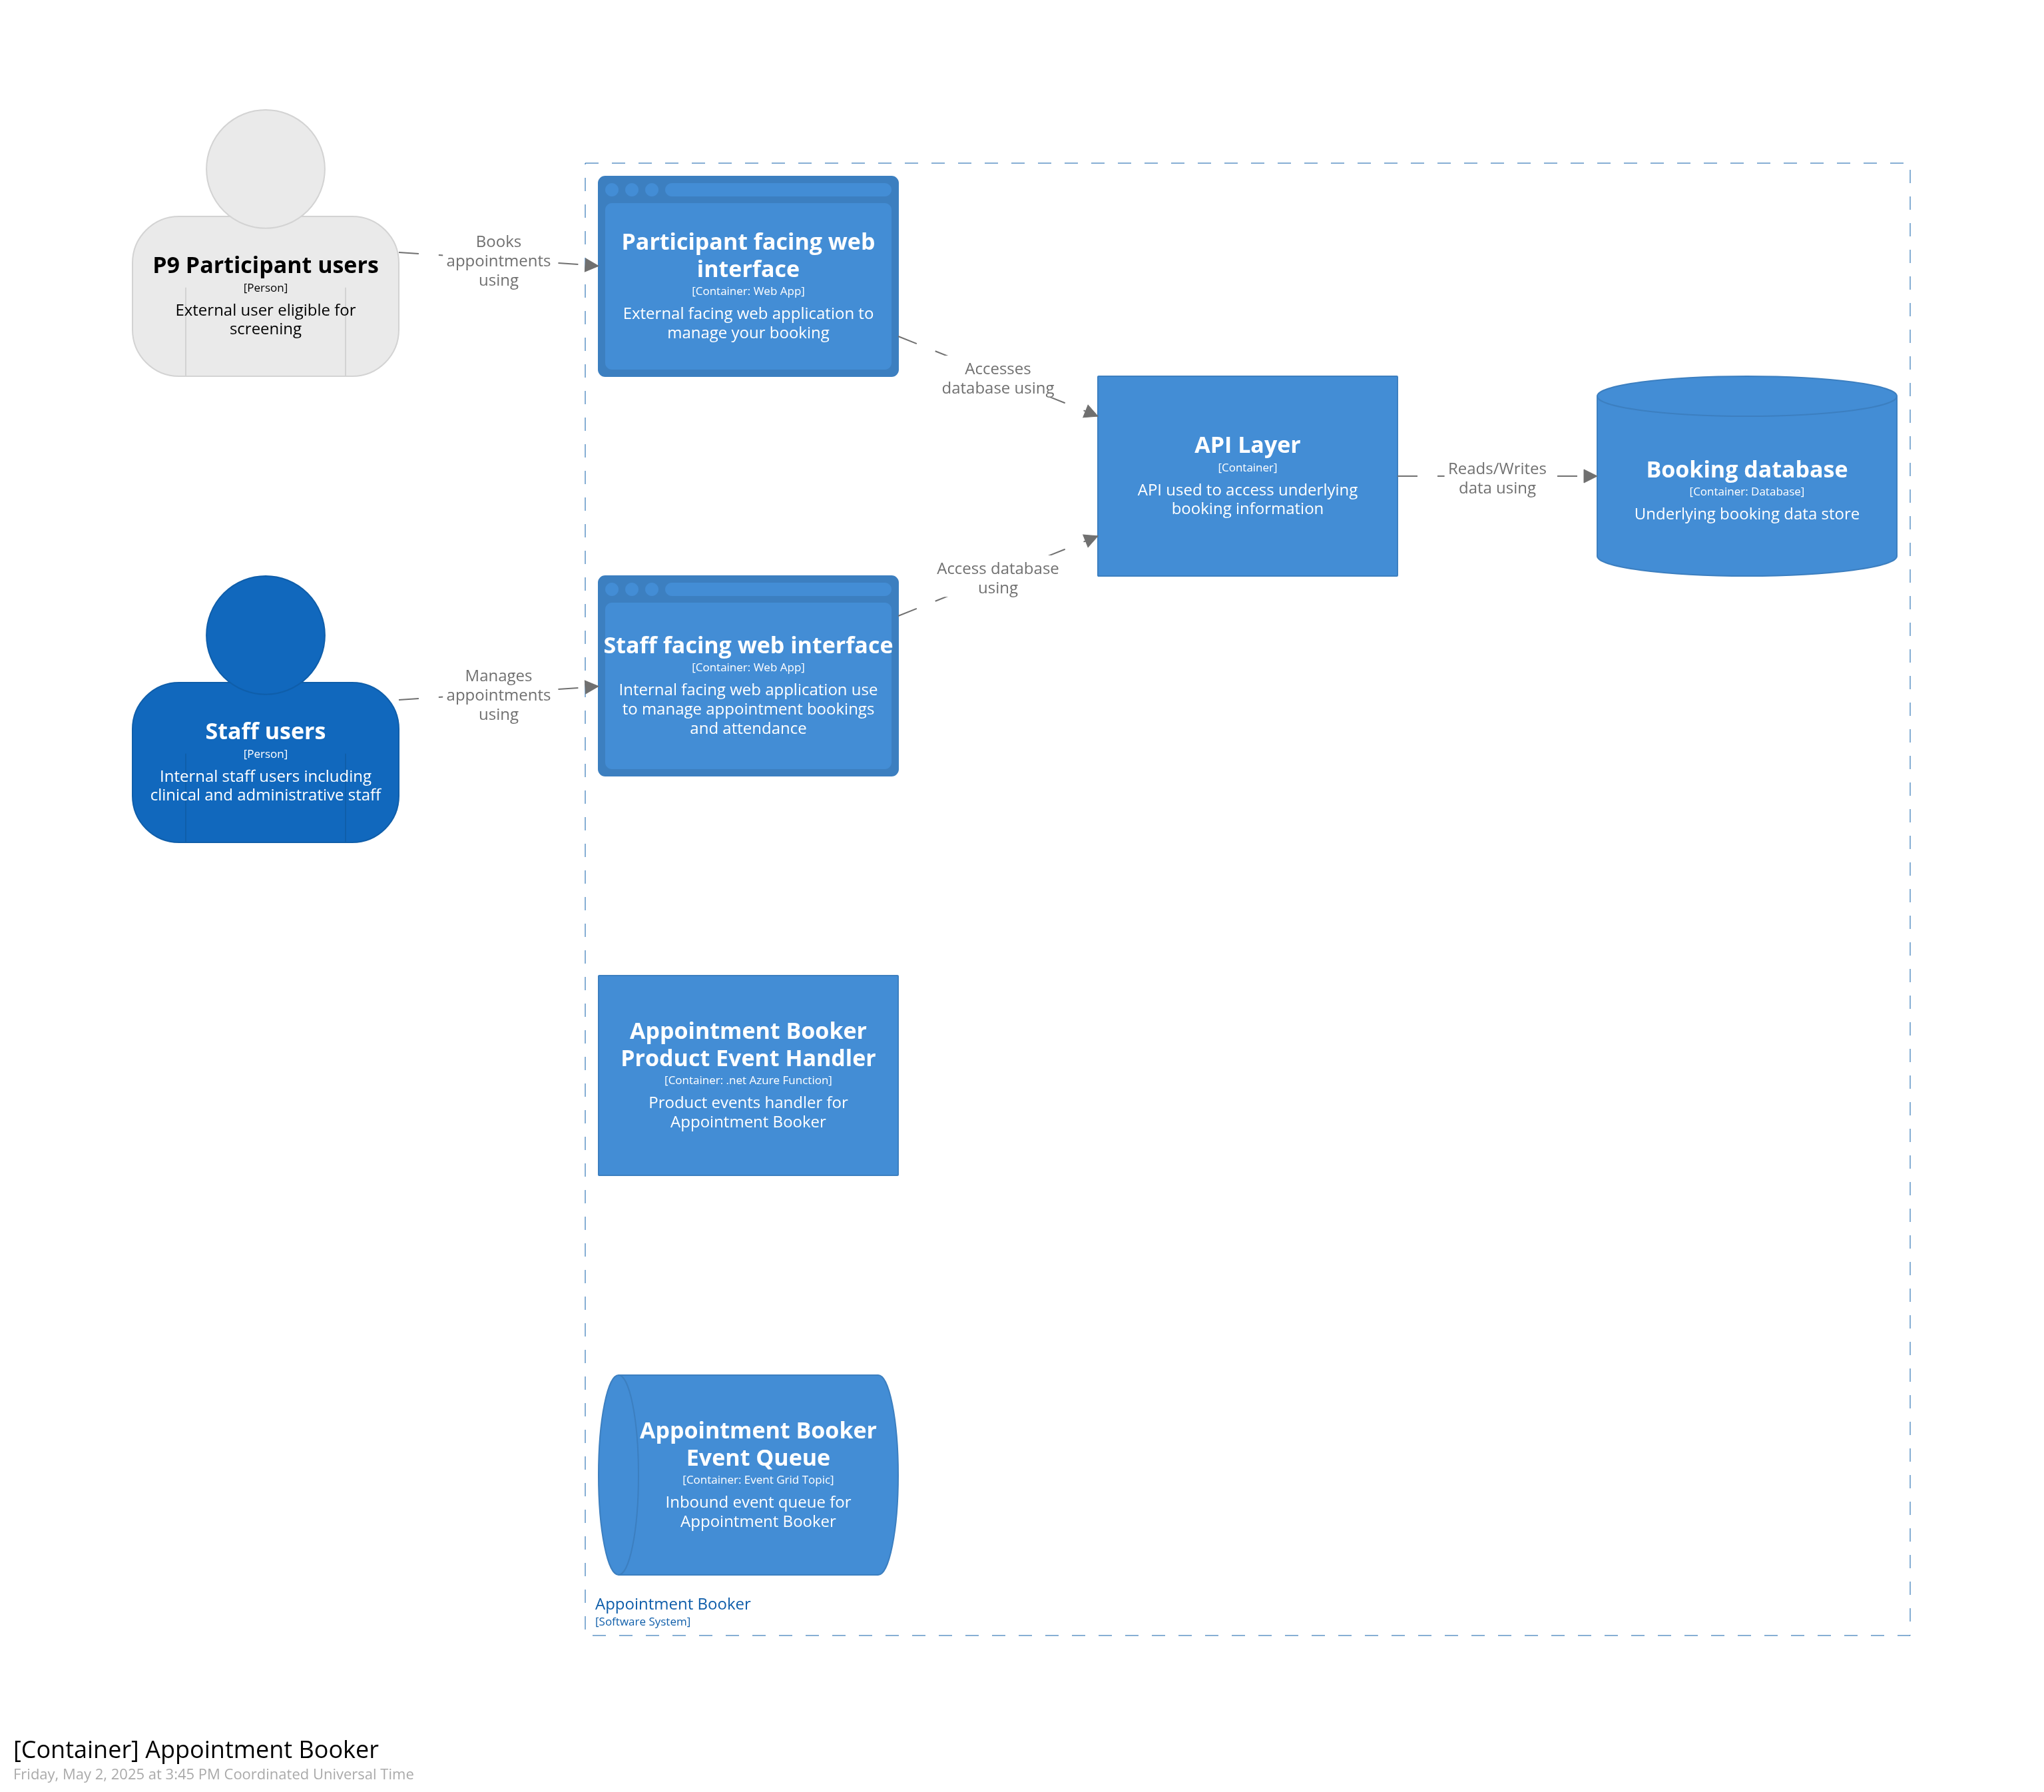 P9 Participant users
[Person]
External user eligible for
screening
Books
appointments
using
Participant facing web
interface
[Container: Web App]
External facing web application to
manage your booking
Accesses
database using
API Layer
[Container]
API used to access underlying
booking information
Reads/Writes
data using
Booking database
[Container: Database]
Underlying booking data store
Staff users
[Person]
Internal staff users including
clinical and administrative staff
Manages
appointments
using
Staff facing web interface
[Container: Web App]
Internal facing web application use
to manage appointment bookings
and attendance
Access database
using
Appointment Booker
Product Event Handler
[Container: .net Azure Function]
Product events handler for
Appointment Booker
Appointment Booker
Event Queue
[Container: Event Grid Topic]
Inbound event queue for
Appointment Booker
Appointment Booker
[Software System]
[Container] Appointment Booker
Friday, May 2, 2025 at 3:45 PM Coordinated Universal Time